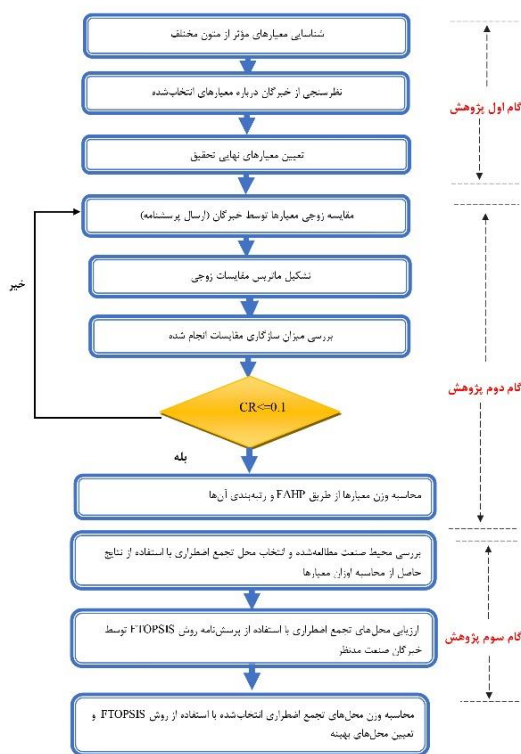 شناسایی معیارهای مؤثر از متون مختلف
نظرسنجی از خبرگان درباره معیارهای انتخاب‌شده
گام اول پژوهش
تعیین معیارهای نهایی تحقیق
مقایسه زوجی معیارها توسط خبرگان (ارسال پرسشنامه)
خیر
تشکیل ماتریس مقایسات زوجی
بررسی میزان سازگاری مقایسات انجام شده
گام دوم پژوهش
CR<=0.1
بله
محاسبه وزن معیارها از طریق FAHP و رتبه‌بندی آن‌ها
بررسی محیط صنعت مطالعه‌شده و انتخاب محل تجمع اضطراری با استفاده از نتایج
حاصل از محاسبه اوزان معیارها
ارزیابی محل‌های تجمع اضطراری با استفاده از پرسش‌نامه روش FTOPSIS توسط
خبرگان صنعت مدنظر
گام سوم پژوهش
محاسبه وزن محل‌های تجمع اضطراری انتخاب‌شده با استفاده از روش FTOPSIS و
تعیین محل‌های بهینه